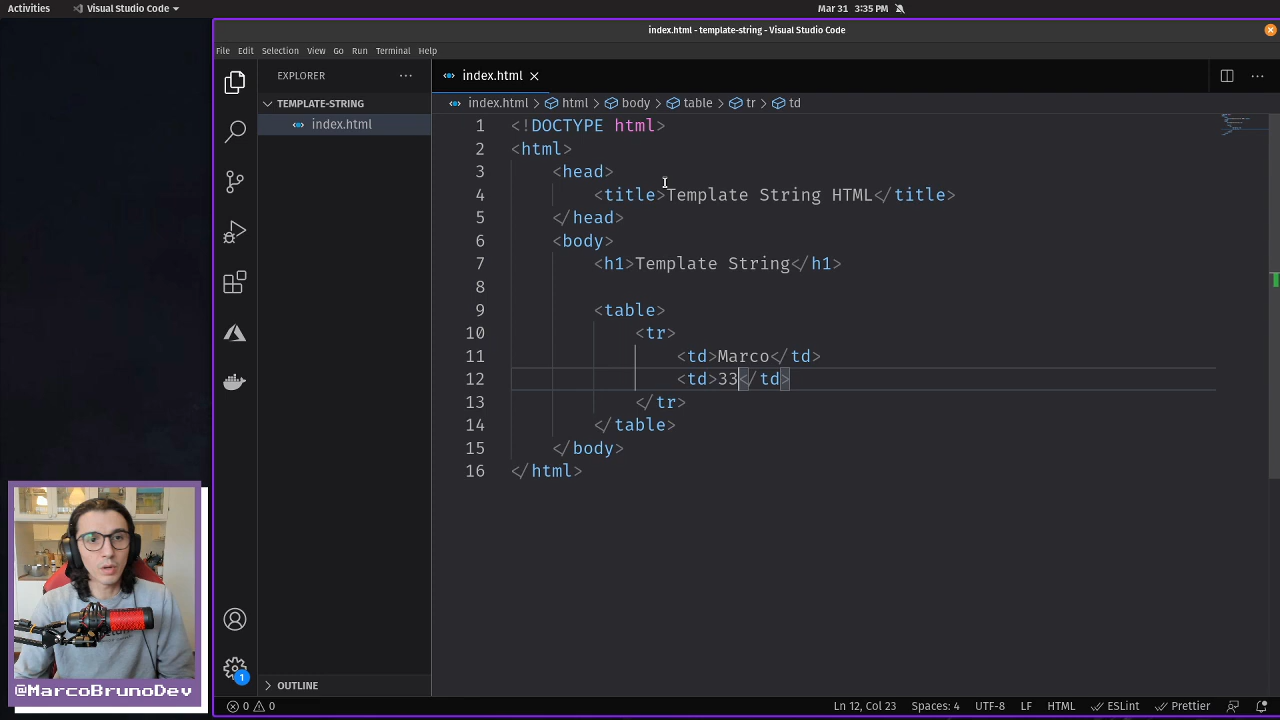 Activities
Visual Studio Code
Mar 31 3:35 PM
index.html - template-string - Visual Studio Code
File Edit Selection View Go Run Terminal Help
EXPLORER
index.html
TEMPLATE-STRING
index.html
index.html > html > body > table > tr > td
1 <!DOCTYPE html>
2 <html>
3 <head>
4 <title>Template String HTML</title>
5 </head>
6 <body>
7 <h1>Template String</h1>
8
9 <table>
10 <tr>
11 <td>Marco</td>
12 <td>33</td>
13 </tr>
14 </table>
15 </body>
16 </html>
@MarcoBrunoDev
1
OUTLINE
0 0
Ln 12, Col 23 Spaces: 4 UTF-8 LF HTML ESLint Prettier